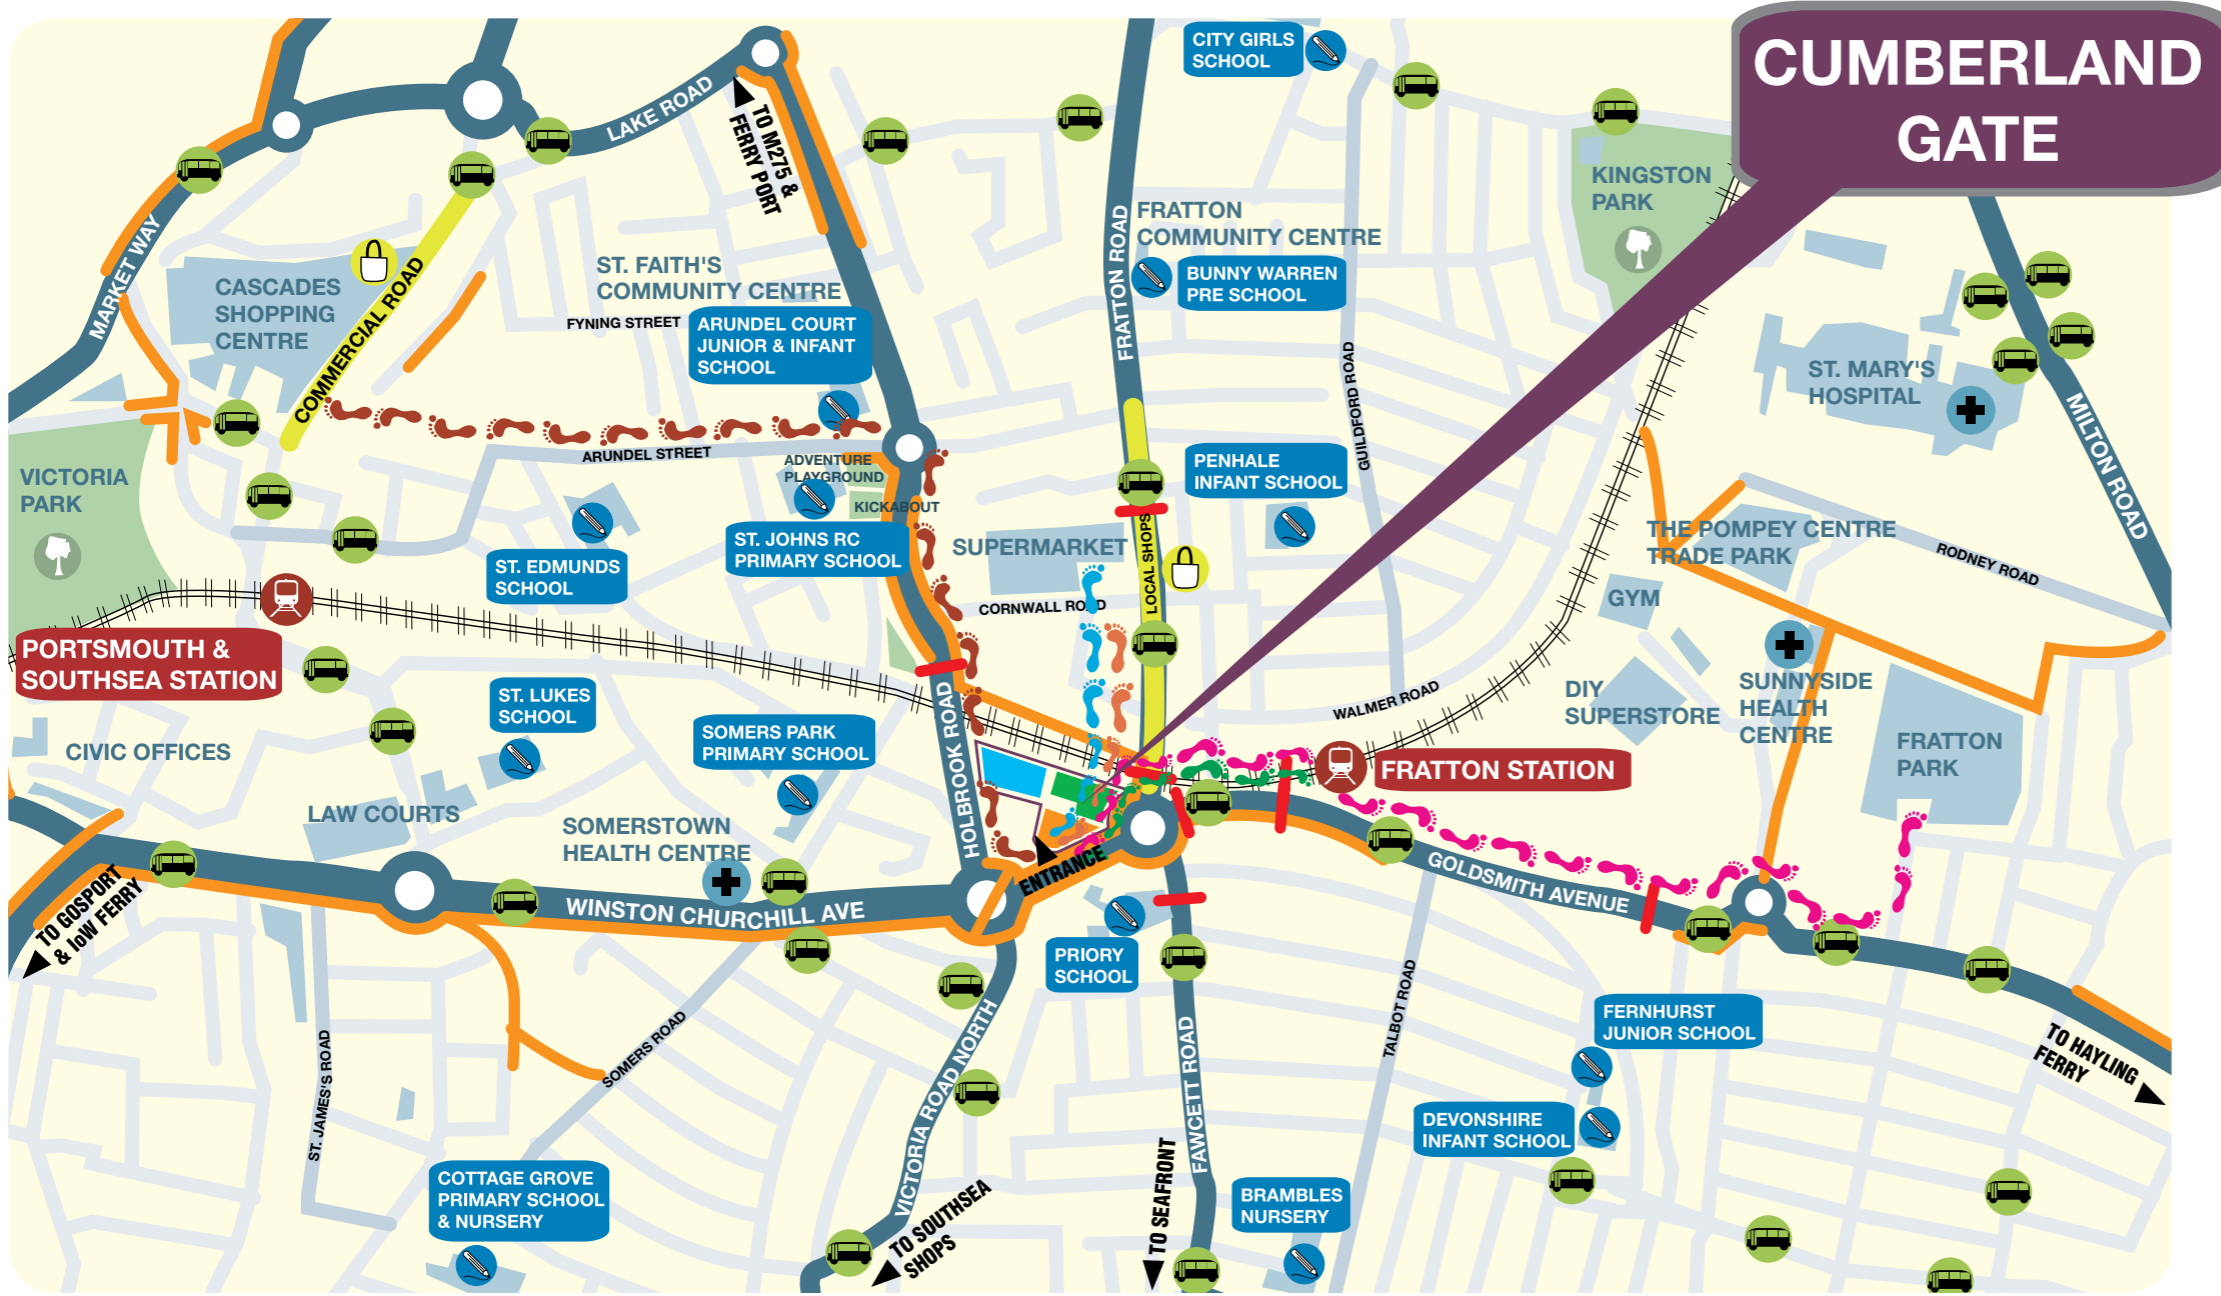 CUMBERLAND
GATE
CITY GIRLS
SCHOOL
LAKE ROAD
TO M275 &
FERRY PORT
KINGSTON
PARK
FRATTON ROAD
FRATTON
COMMUNITY CENTRE
BUNNY WARREN
PRE SCHOOL
MARKET WAY
CASCADES
SHOPPING
CENTRE
COMMERCIAL ROAD
ST. FAITH'S
COMMUNITY CENTRE
FYNING STREET
ARUNDEL COURT
JUNIOR & INFANT
SCHOOL
GUILDFORD ROAD
ST. MARY'S
HOSPITAL
MILTON ROAD
VICTORIA
PARK
ARUNDEL STREET
ADVENTURE
PLAYGROUND
KICKABOUT
PENHALE
INFANT SCHOOL
ST. EDMUNDS
SCHOOL
ST. JOHNS RC
PRIMARY SCHOOL
SUPERMARKET
LOCAL SHOPS
CORNWALL ROAD
THE POMPEY CENTRE
TRADE PARK
RODNEY ROAD
GYM
PORTSMOUTH &
SOUTHSEA STATION
ST. LUKES
SCHOOL
SOMERS PARK
PRIMARY SCHOOL
HOLBROOK ROAD
WALMER ROAD
DIY
SUPERSTORE
SUNNYSIDE
HEALTH
CENTRE
FRATTON
PARK
CIVIC OFFICES
FRATTON STATION
LAW COURTS
SOMERSTOWN
HEALTH CENTRE
ENTRANCE
GOLDSMITH AVENUE
TO GOSPORT
& IoW FERRY
WINSTON CHURCHILL AVE
PRIORY
SCHOOL
TALBOT ROAD
FERNHURST
JUNIOR SCHOOL
TO HAYLING
FERRY
ST. JAMES'S ROAD
SOMERS ROAD
VICTORIA ROAD NORTH
FAWCETT ROAD
DEVONSHIRE
INFANT SCHOOL
COTTAGE GROVE
PRIMARY SCHOOL
& NURSERY
TO SOUTHSEA
SHOPS
TO SEAFRONT
BRAMBLES
NURSERY